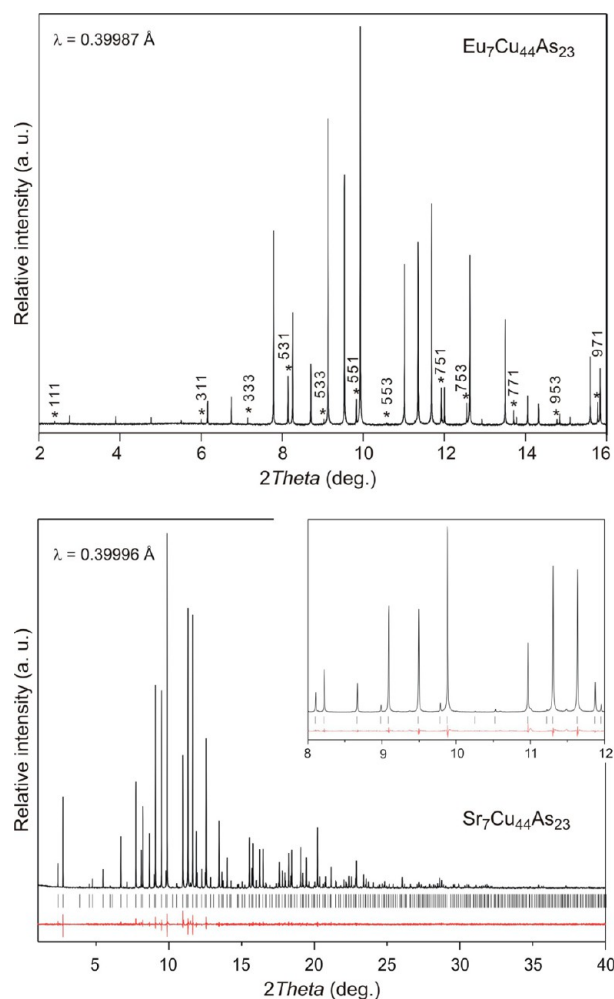 λ = 0.39987 Å
Eu₇Cu₄₄As₂₃
Relative intensity (a. u.)
111
*
311
*
333
*
531
*
533
*
551
*
553
*
751
*
753
*
771
*
953
*
971
*
2 4 6 8 10 12 14 16
2Theta (deg.)
λ = 0.39996 Å
Sr₇Cu₄₄As₂₃
Relative intensity (a. u.)
8 9 10 11 12
5 10 15 20 25 30 35 40
2Theta (deg.)